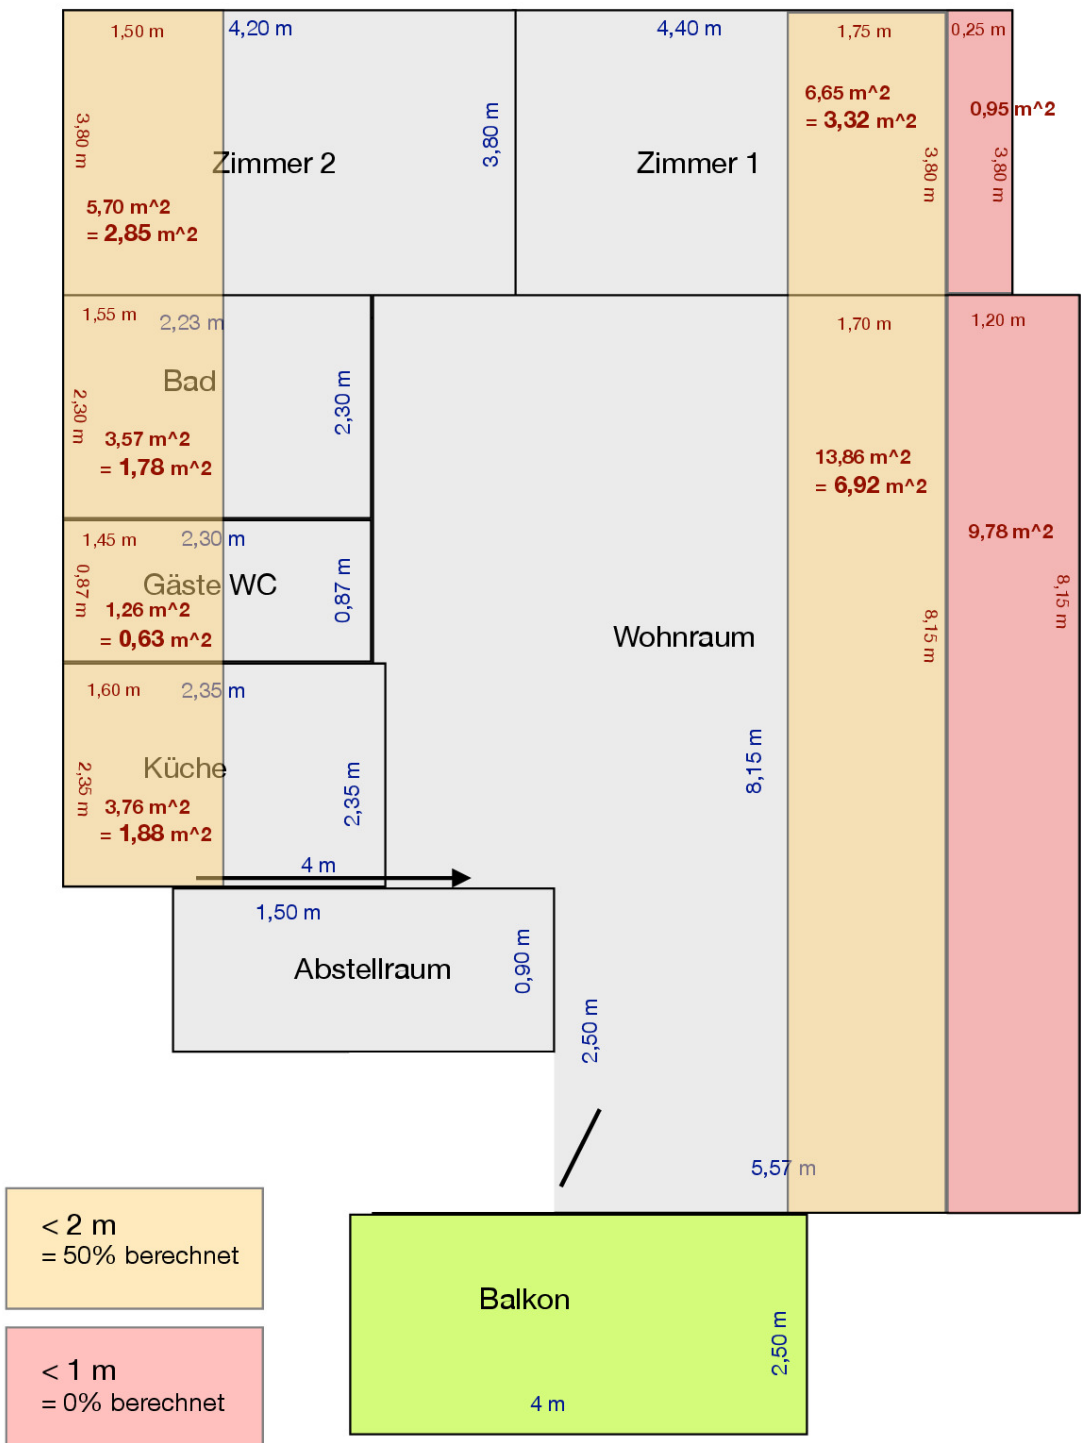 1,50 m
4,20 m
4,40 m
1,75 m
0,25 m
3,80 m
3,80 m
6,65 m^2
= 3,32 m^2
0,95 m^2
3,80 m
3,80 m
Zimmer 2
Zimmer 1
5,70 m^2
= 2,85 m^2
1,55 m
2,23 m
1,70 m
1,20 m
Bad
2,30 m
2,30 m
3,57 m^2
= 1,78 m^2
13,86 m^2
= 6,92 m^2
9,78 m^2
1,45 m
2,30 m
0,87 m
Gäste WC
0,87 m
1,26 m^2
= 0,63 m^2
Wohnraum
8,15 m
8,15 m
1,60 m
2,35 m
Küche
2,35 m
2,35 m
8,15 m
3,76 m^2
= 1,88 m^2
4 m
1,50 m
Abstellraum
0,90 m
2,50 m
5,57 m
< 2 m
= 50% berechnet
Balkon
2,50 m
4 m
< 1 m
= 0% berechnet